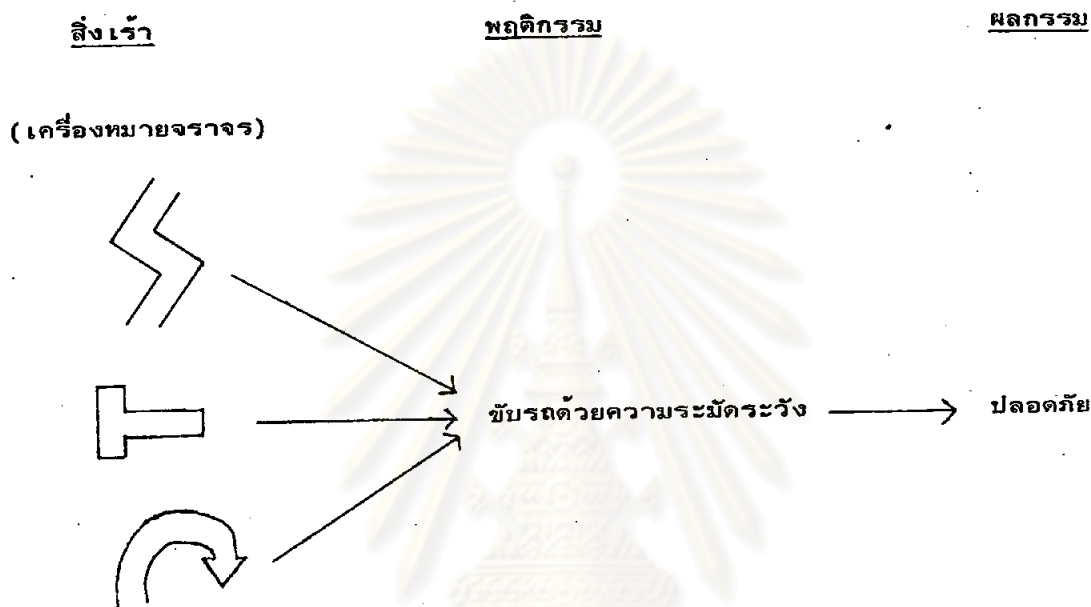 สิ่งเร้า พฤติกรรม ผลกรรม
(เครื่องหมายจราจร)
ขับรถด้วยความระมัดระวัง ปลอดภัย